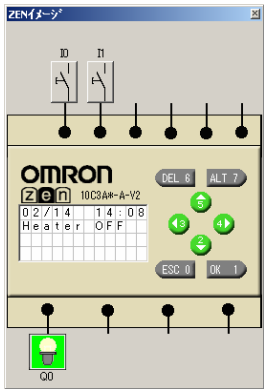 ZENイメージ
I0 I1
OMRON
zen 10C3A*-A-V2
02/14 14:08
Heater OFF
DEL 6 ALT 7
5
3 4
2
ESC 0 OK 1
Q0